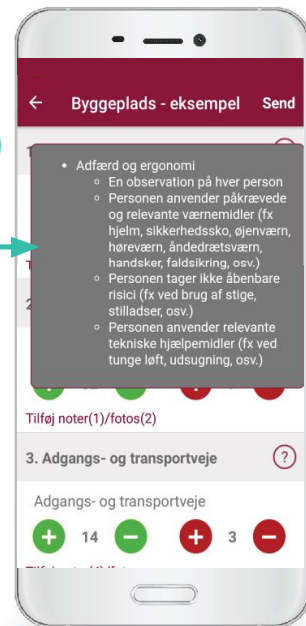 Byggeplads - eksempel
Send
1
?
• Adfærd og ergonomi
○ En observation på hver person
○ Personen anvender påkrævede
og relevante værnemidler (fx
hjelm, sikkerhedssko, øjenværn,
høreværn, åndedrætsværn,
handsker, faldsikring, osv.)
○ Personen tager ikke åbenbare
risici (fx ved brug af stige,
stilladser, osv.)
○ Personen anvender relevante
tekniske hjælpemidler (fx ved
tunge løft, udsugning, osv.)
2
Tilføj noter(1)/fotos(2)
3. Adgangs- og transportveje
?
Adgangs- og transportveje
+ 14 − + 3 −